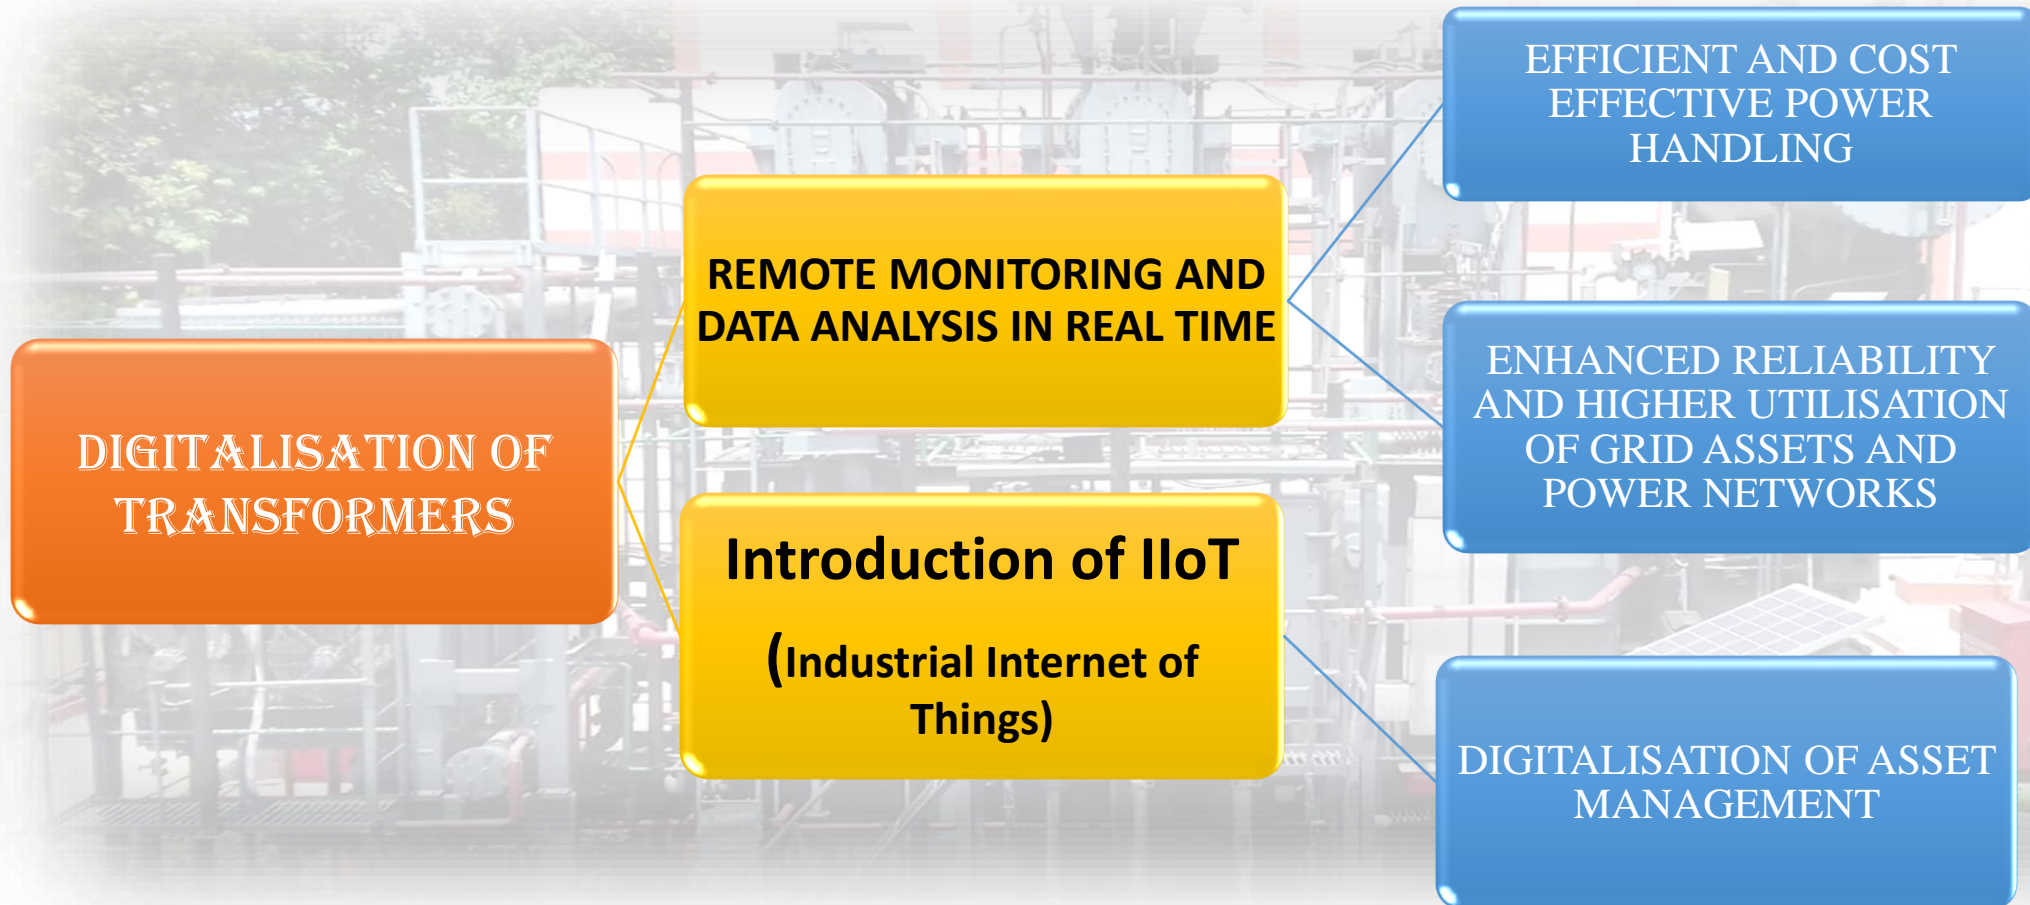 DIGITALISATION OF
TRANSFORMERS
REMOTE MONITORING AND
DATA ANALYSIS IN REAL TIME
Introduction of IIoT
(Industrial Internet of
Things)
EFFICIENT AND COST
EFFECTIVE POWER
HANDLING
ENHANCED RELIABILITY
AND HIGHER UTILISATION
OF GRID ASSETS AND
POWER NETWORKS
DIGITALISATION OF ASSET
MANAGEMENT